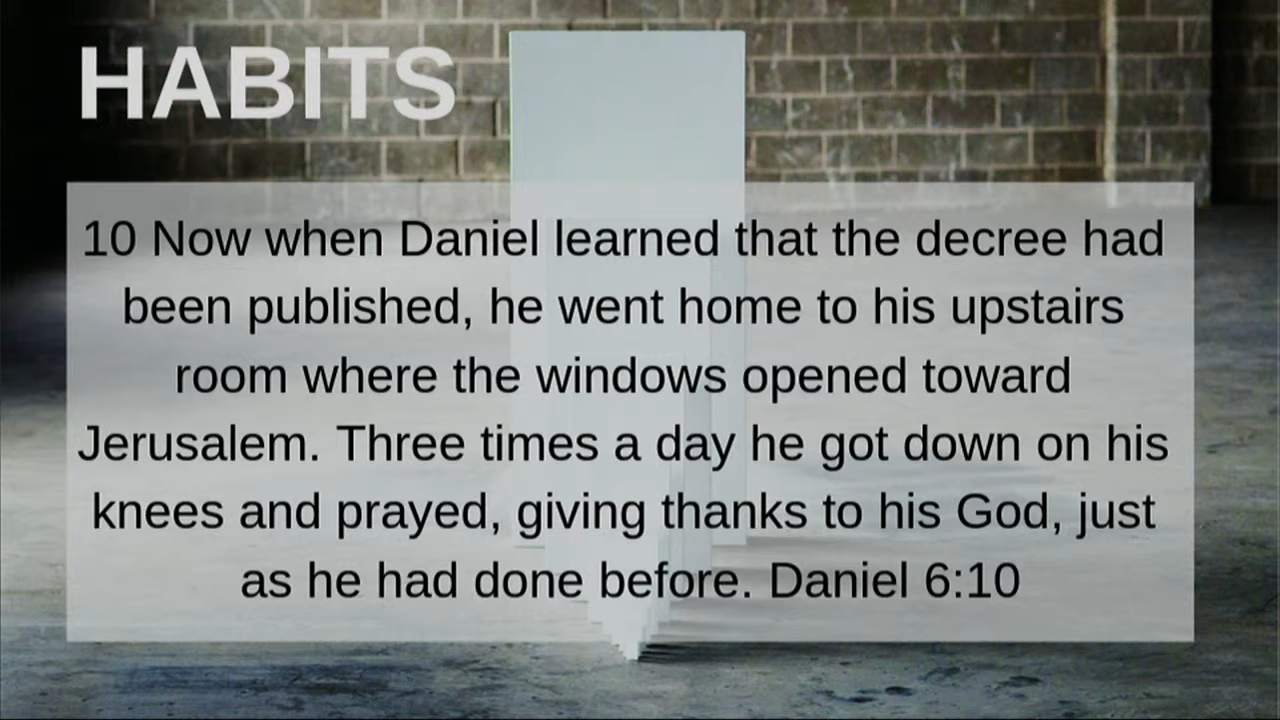 HABITS
10 Now when Daniel learned that the decree had
been published, he went home to his upstairs
room where the windows opened toward
Jerusalem. Three times a day he got down on his
knees and prayed, giving thanks to his God, just
as he had done before. Daniel 6:10